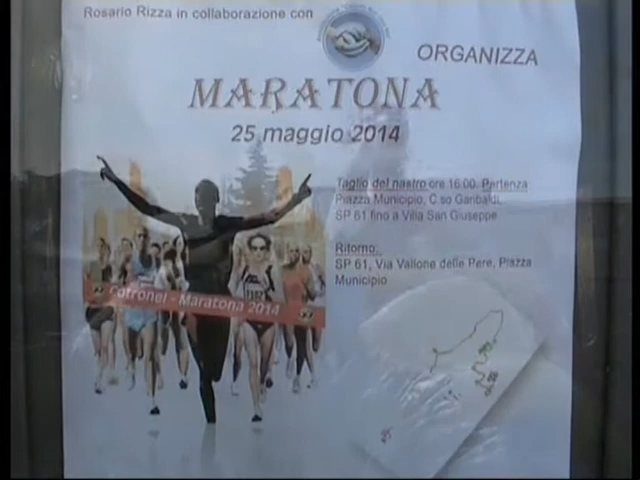 Rosario Rizza in collaborazione con
ORGANIZZA
MARATONA
25 maggio 2014
Taglio del nastro ore 16.00. Partenza
Piazza Municipio, C.so Garibaldi,
SP 61 fino a Villa San Giuseppe
Ritorno:
SP 61, Via Vallone delle Pere, Piazza
Municipio
Cotronei - Maratona 2014